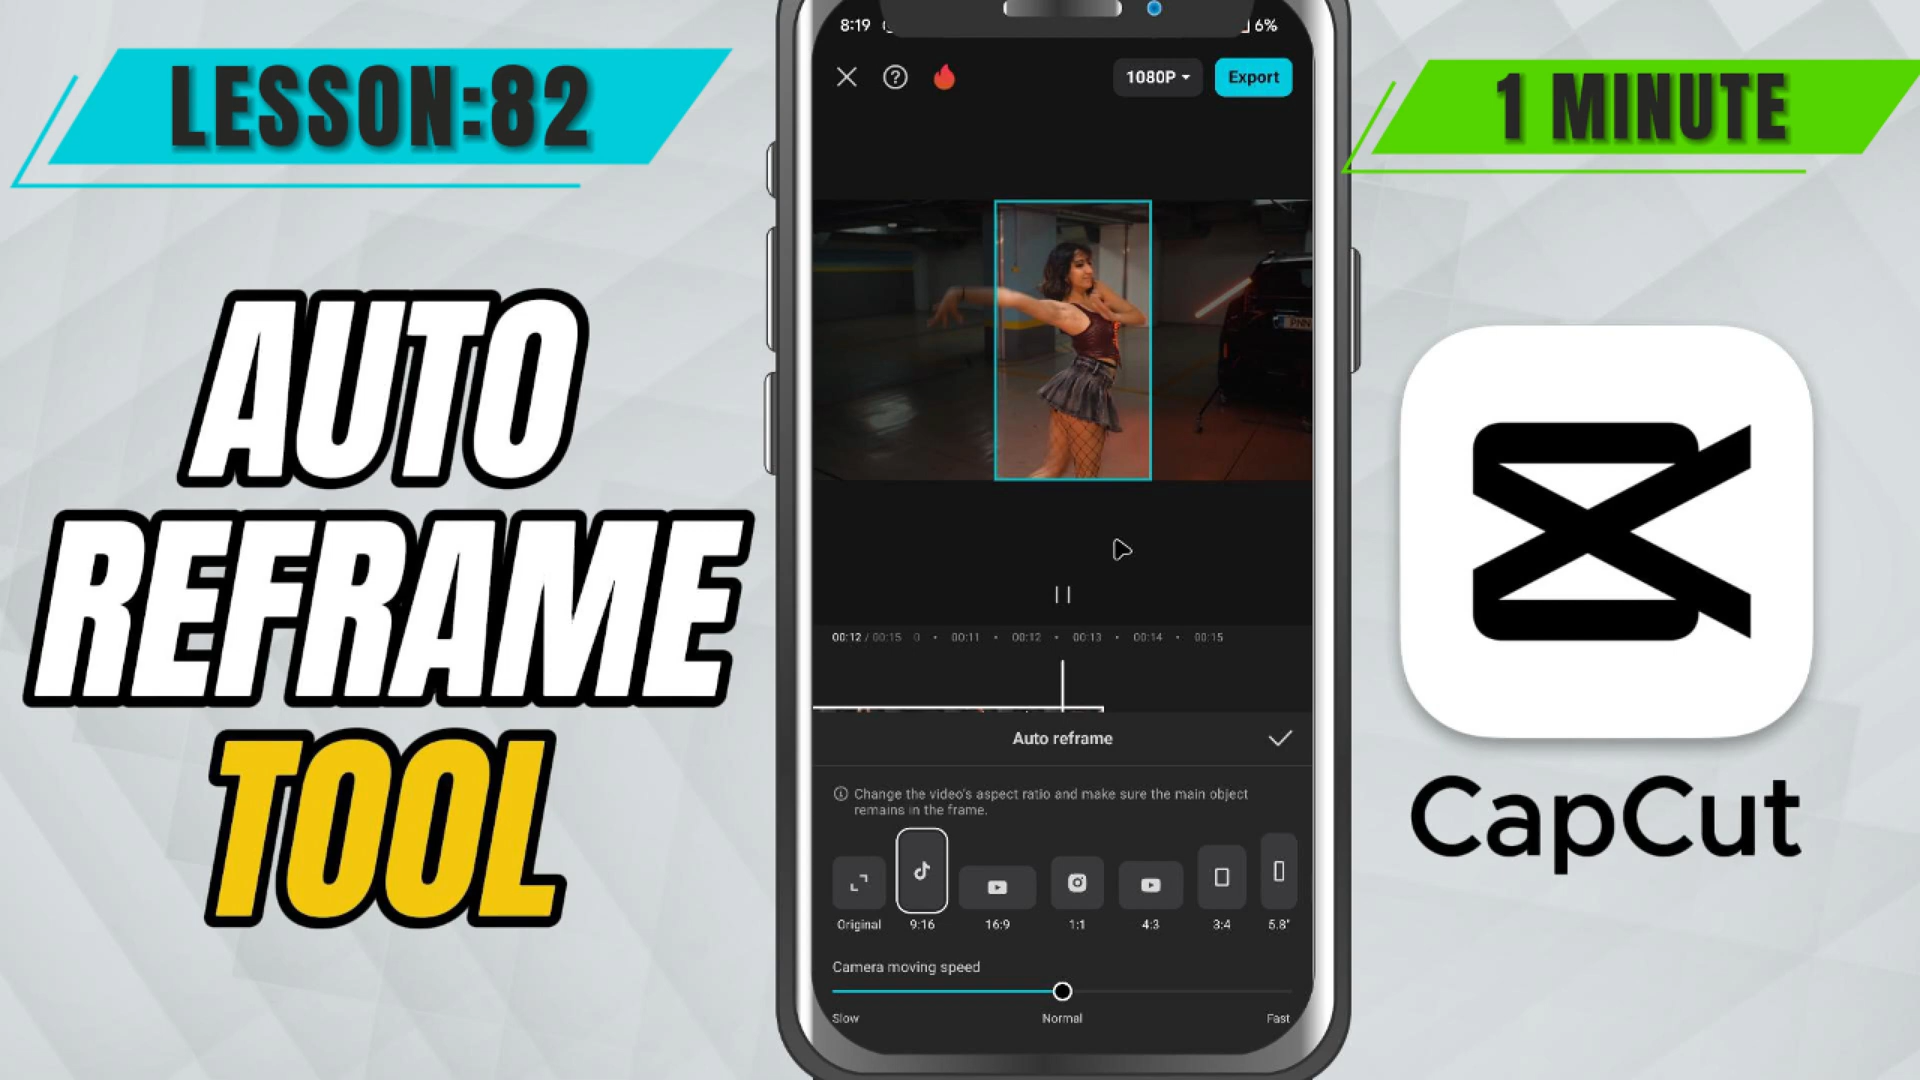 LESSON:82
1 MINUTE
AUTO
REFRAME
TOOL
8:19
6%
1080P
Export
00:12 / 00:15
00:11
00:12
00:13
00:14
00:15
Auto reframe
Change the video's aspect ratio and make sure the main object
remains in the frame.
Original
9:16
16:9
1:1
4:3
3:4
5.8"
Camera moving speed
Slow
Normal
Fast
CapCut